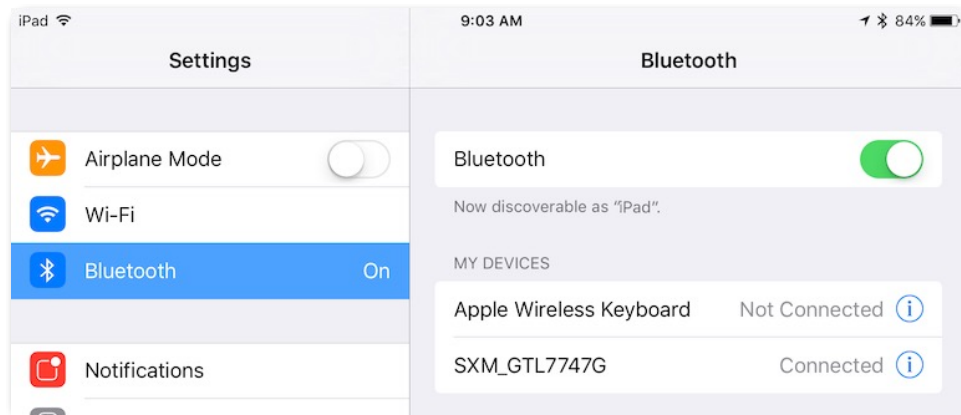 iPad 9:03 AM 84%
Settings
Bluetooth
Airplane Mode
Wi-Fi
Bluetooth On
Notifications
Bluetooth
Now discoverable as “iPad”.
MY DEVICES
Apple Wireless Keyboard Not Connected
SXM_GTL7747G Connected